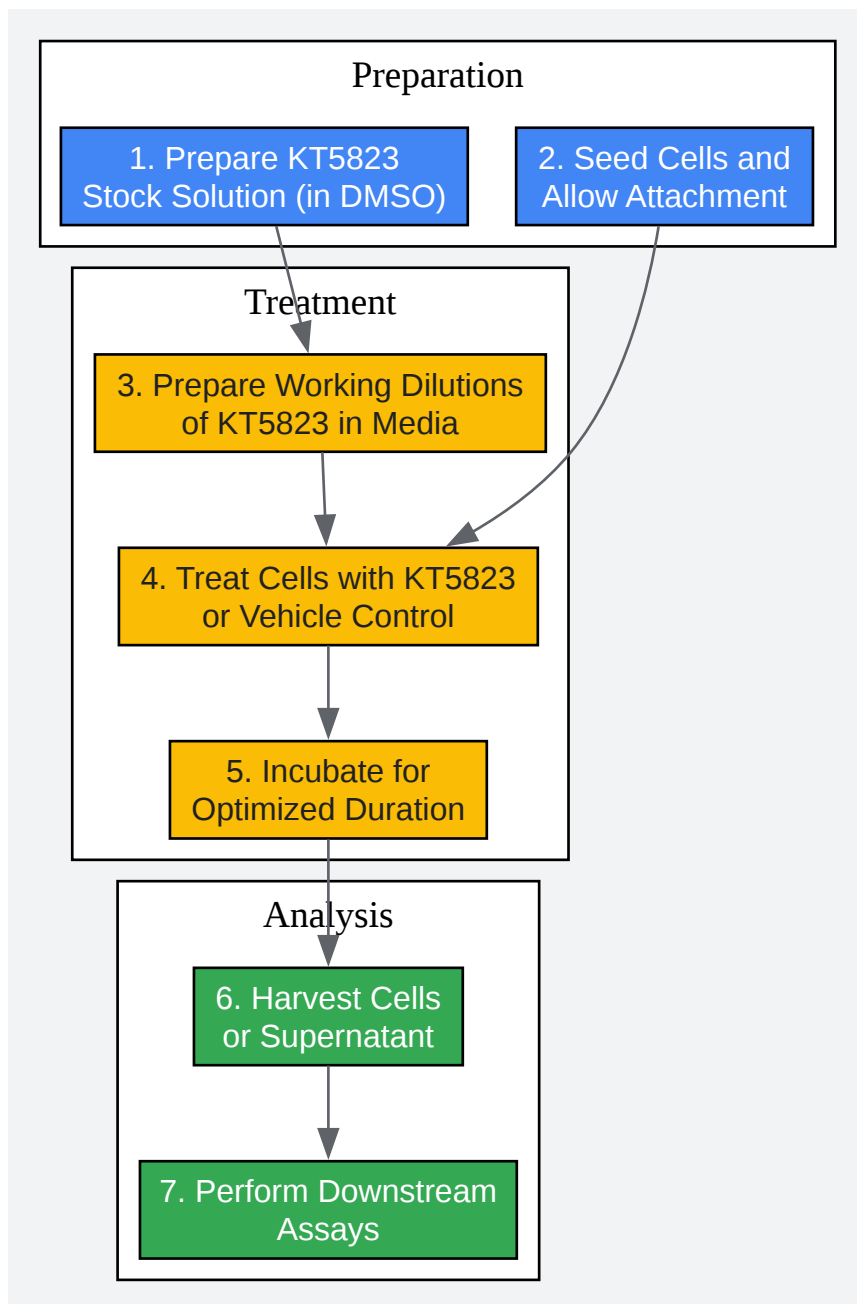 Preparation
1. Prepare KT5823
Stock Solution (in DMSO)
2. Seed Cells and
Allow Attachment
Treatment
3. Prepare Working Dilutions
of KT5823 in Media
4. Treat Cells with KT5823
or Vehicle Control
5. Incubate for
Optimized Duration
Analysis
6. Harvest Cells
or Supernatant
7. Perform Downstream
Assays